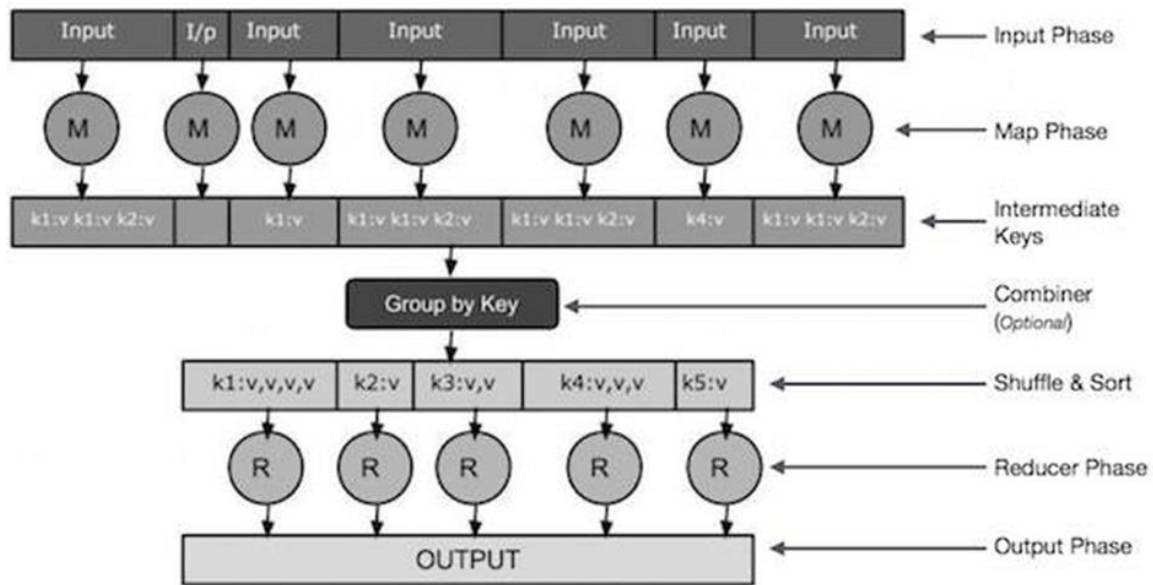 Input I/p Input Input Input Input Input
Input Phase
M M M M M M M
Map Phase
k1:v k1:v k2:v k1:v k1:v k1:v k2:v k1:v k1:v k2:v k4:v k1:v k1:v k2:v
Intermediate
Keys
Group by Key
Combiner
(Optional)
k1:v,v,v,v k2:v k3:v,v k4:v,v,v k5:v
Shuffle & Sort
R R R R R
Reducer Phase
OUTPUT
Output Phase